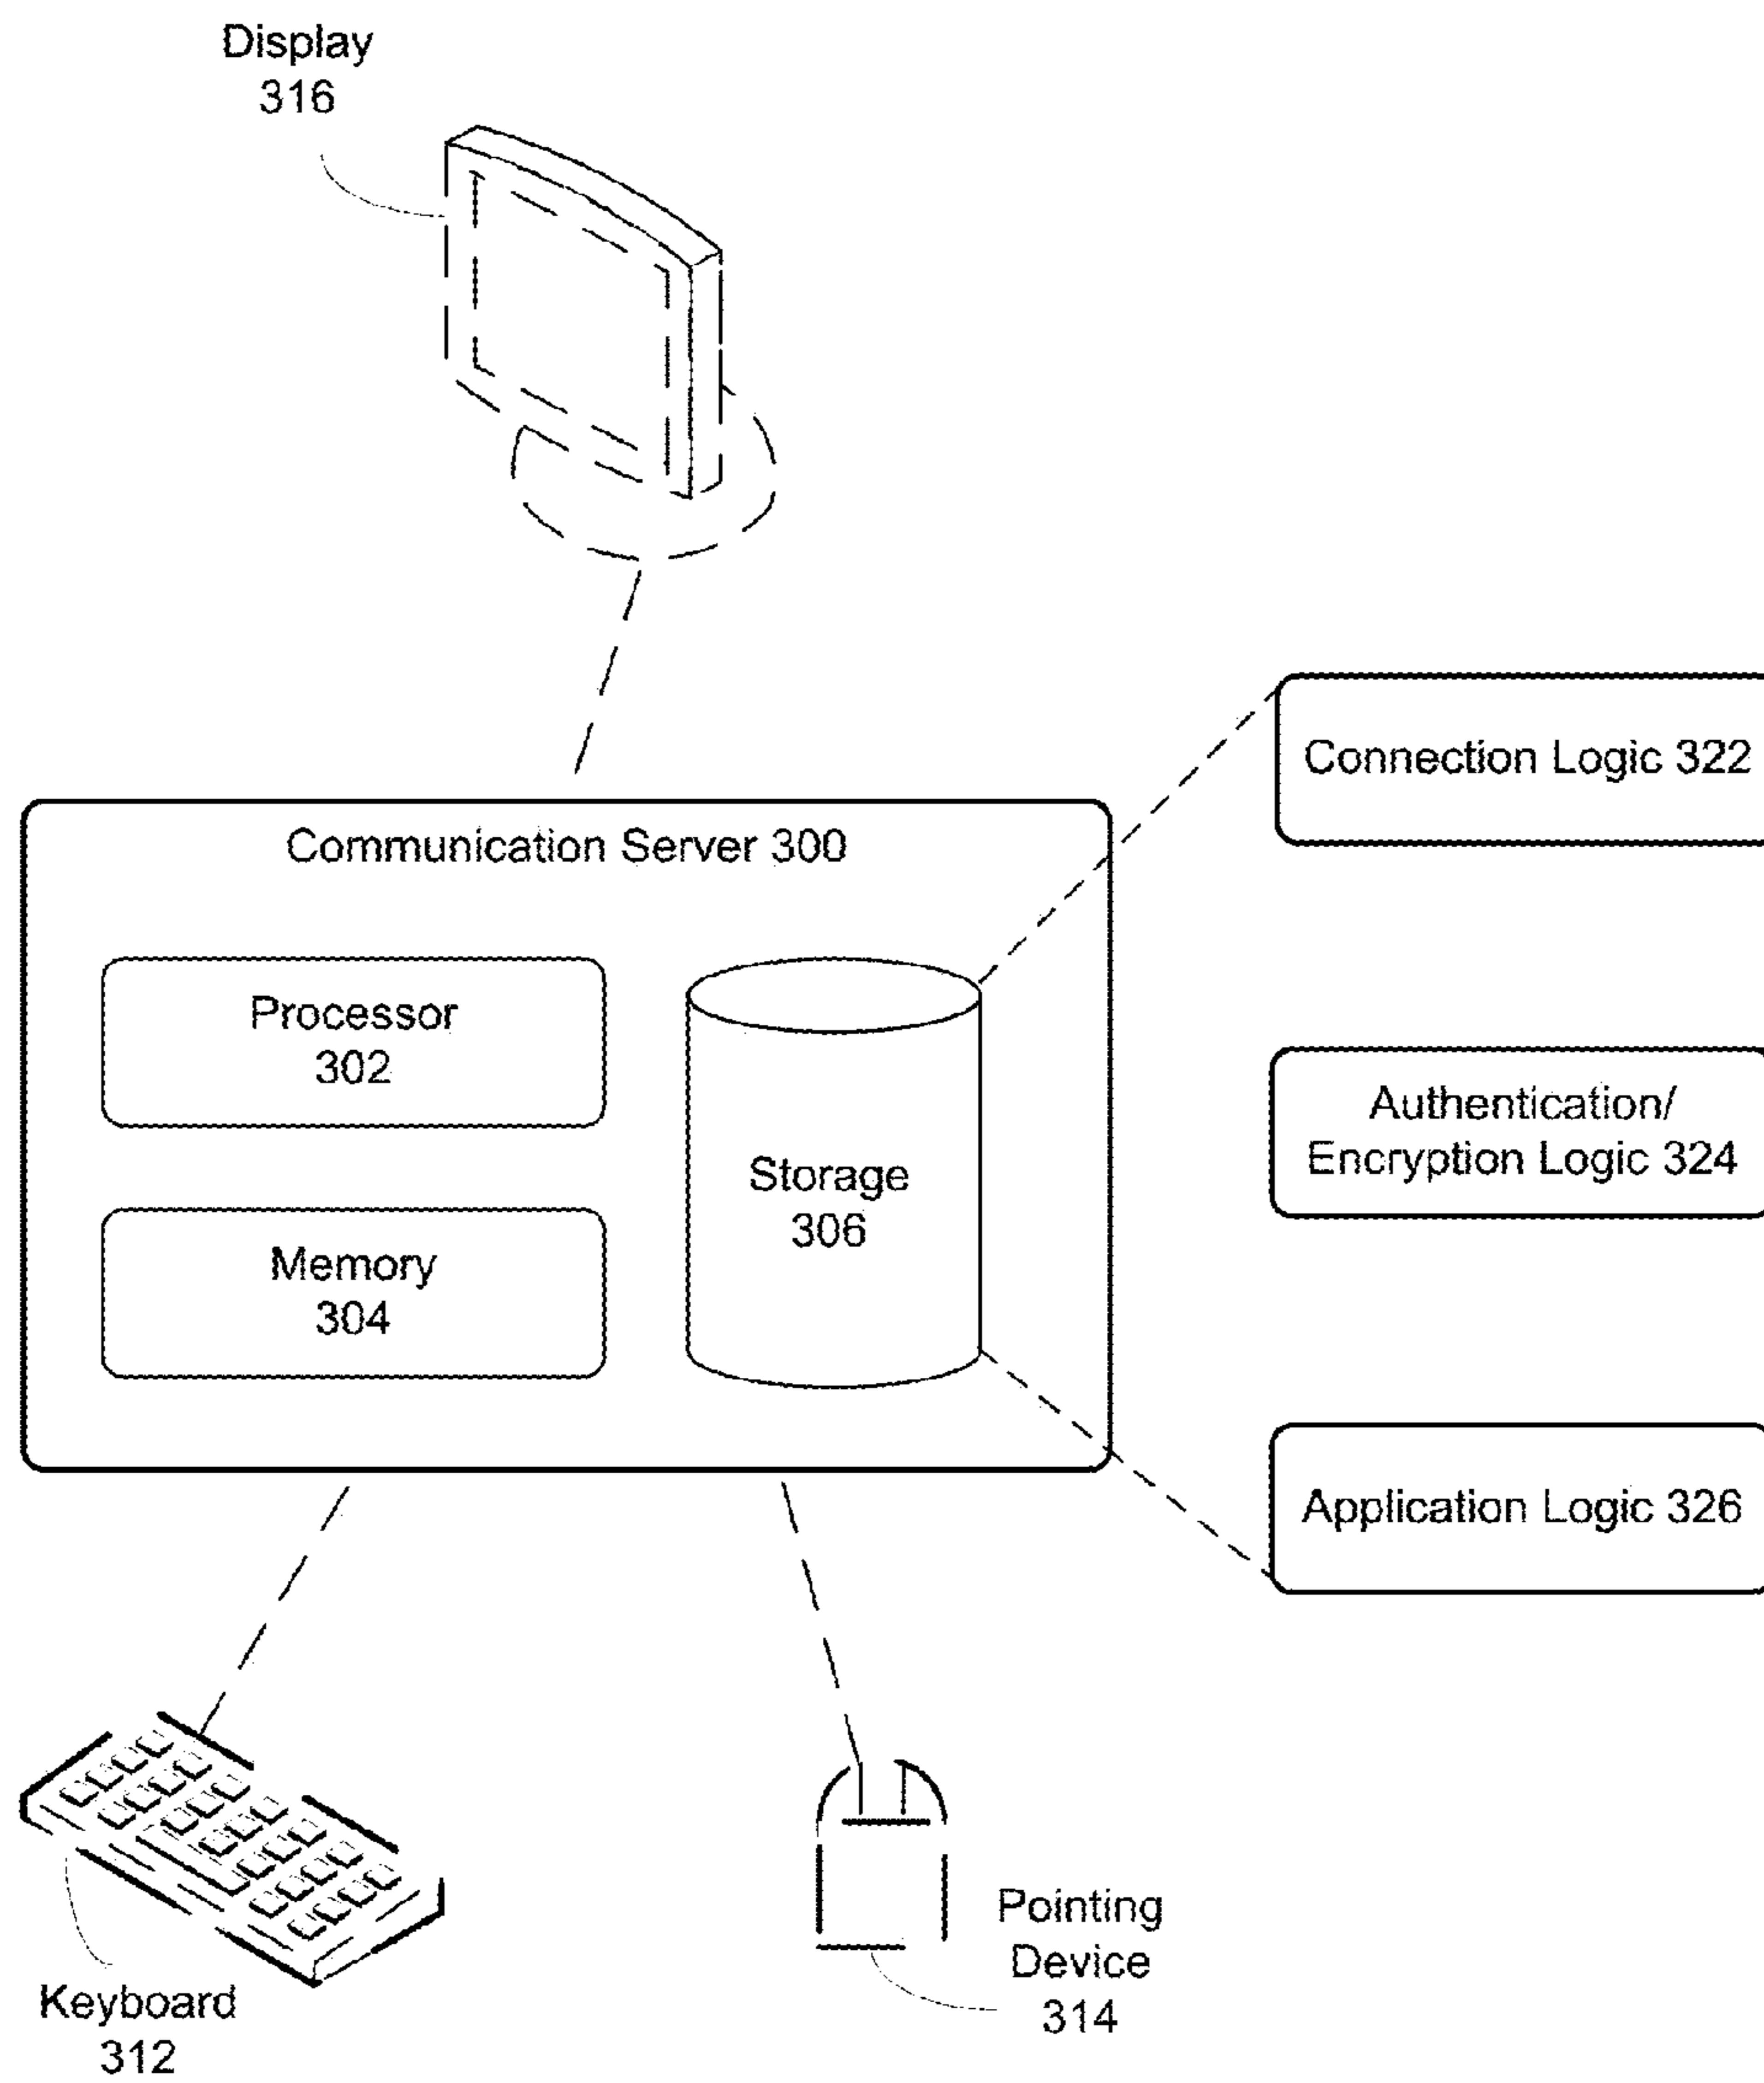 Display
316
Connection Logic 322
Communication Server 300
Processor
302
Authentication/
Encryption Logic 324
Storage
306
Memory
304
Application Logic 326
Pointing
Device
314
Keyboard
312